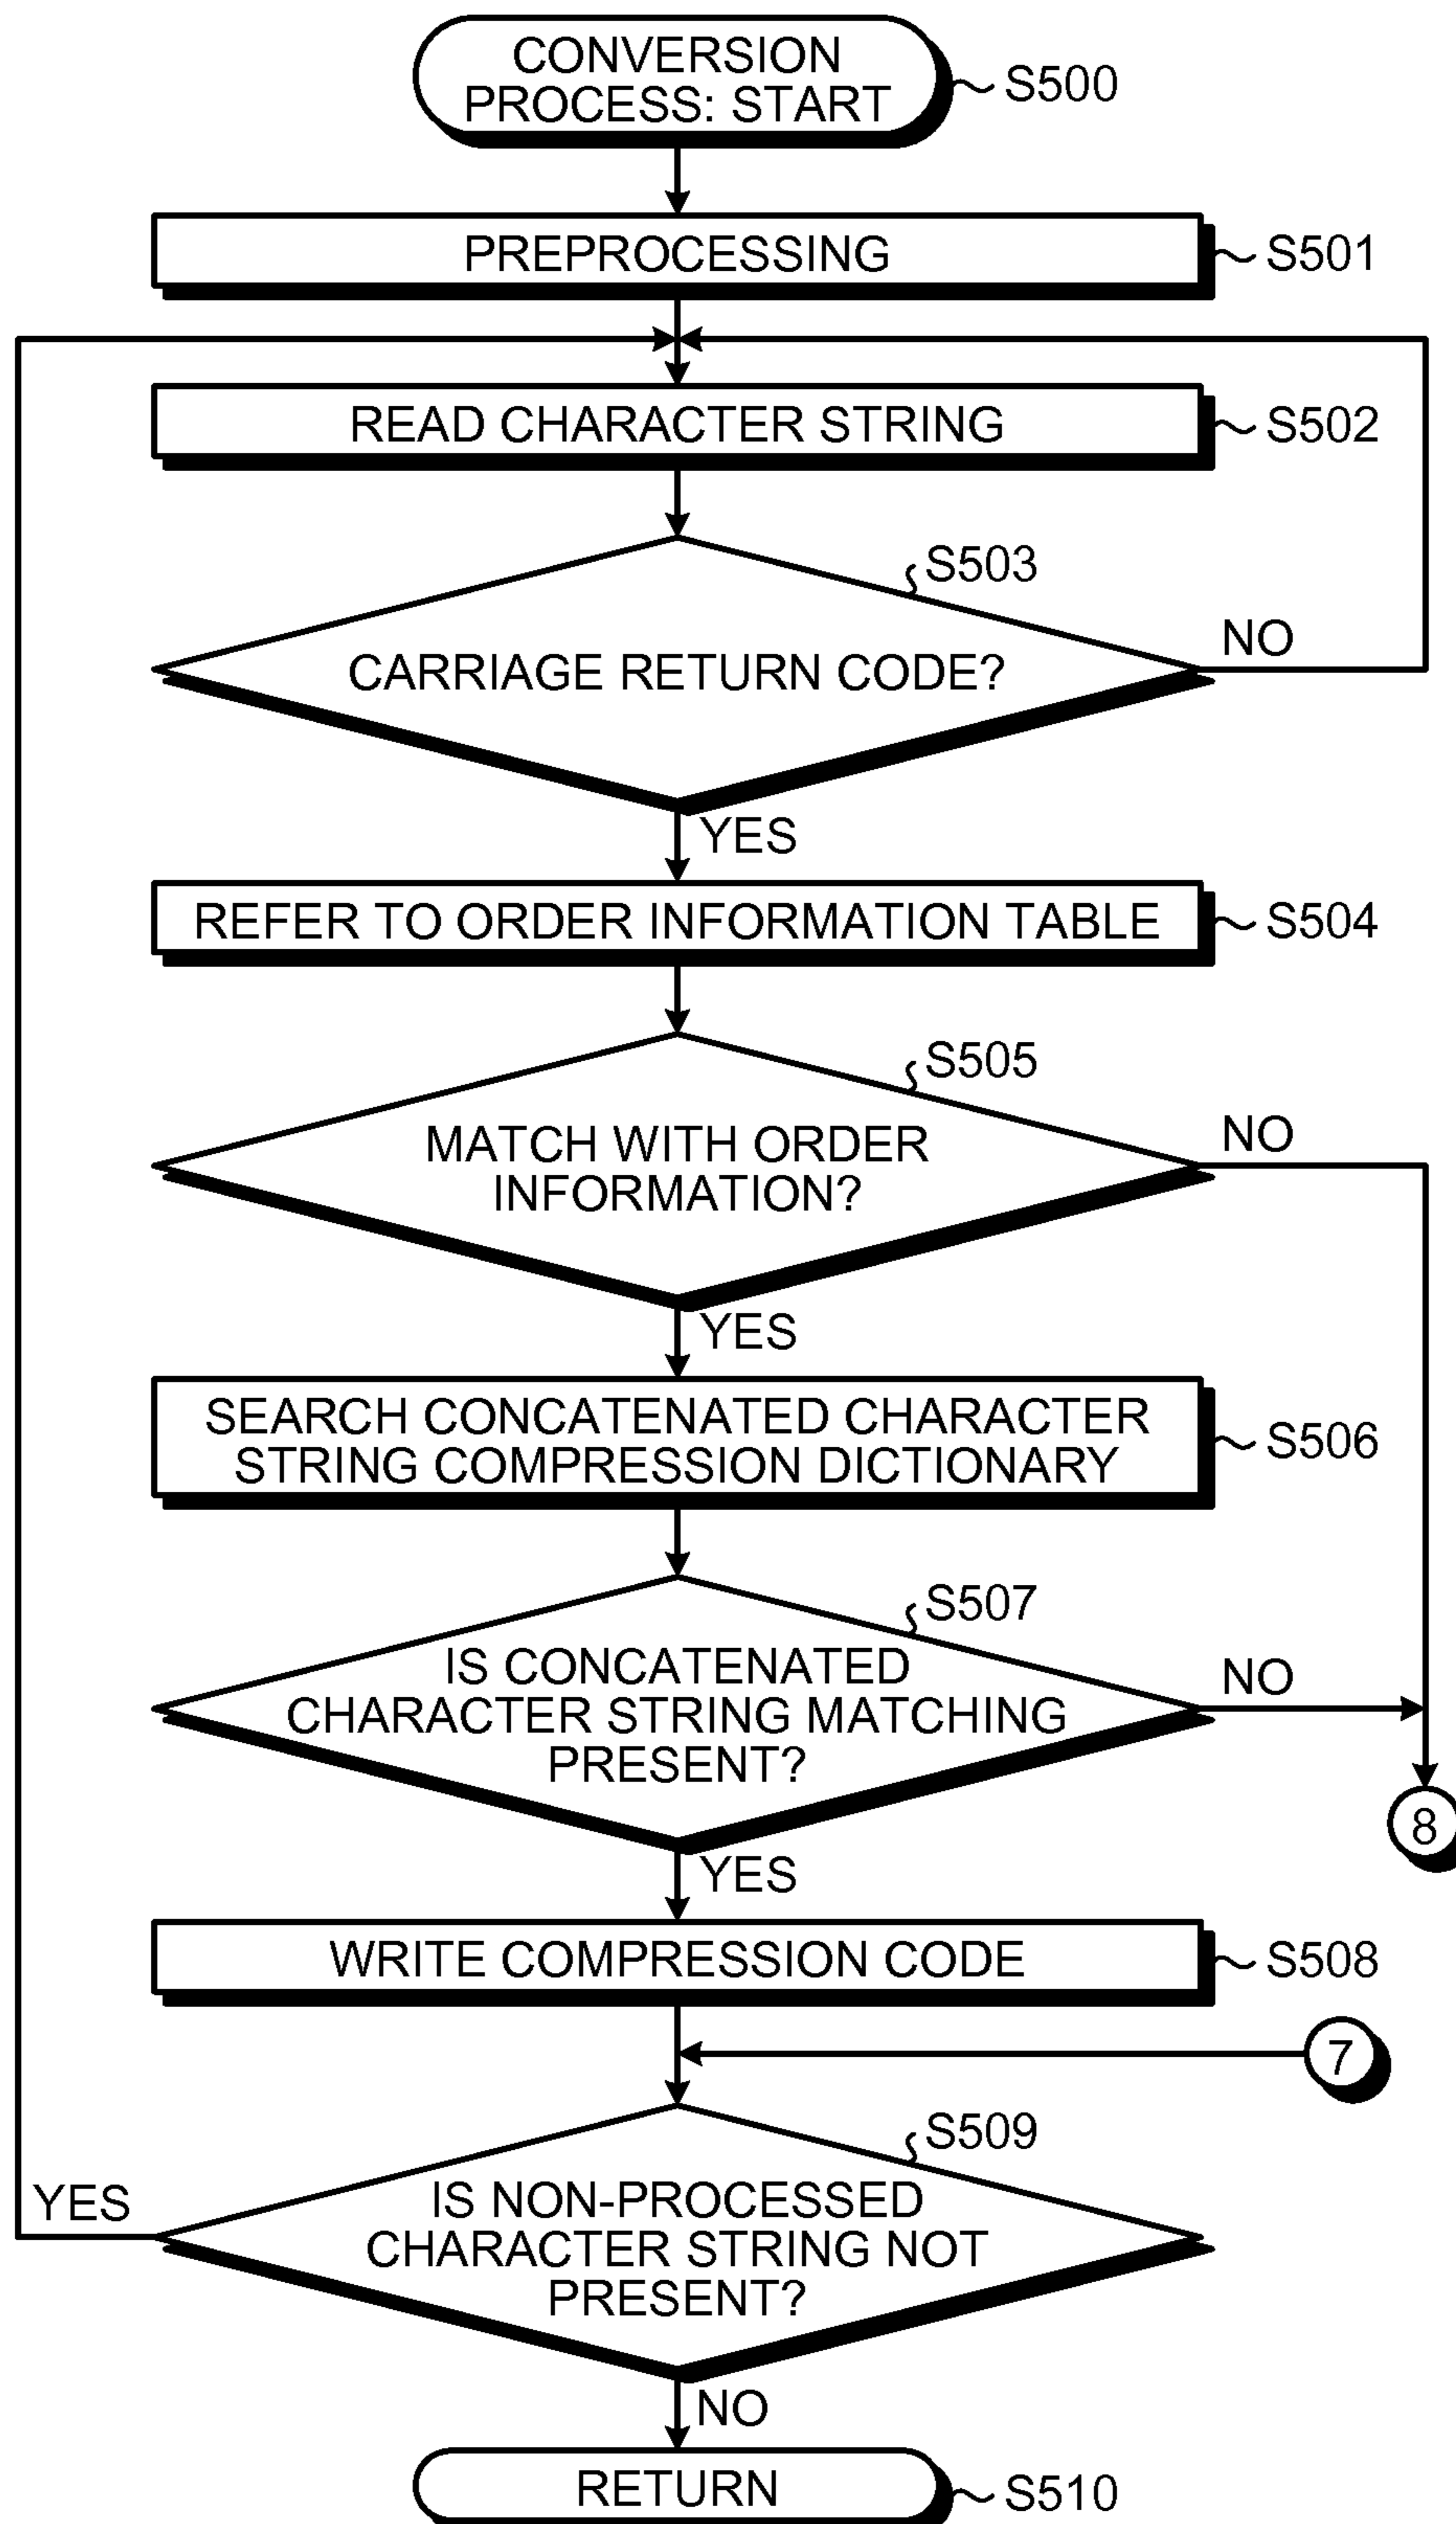 CONVERSION
PROCESS: START
S500
PREPROCESSING
S501
READ CHARACTER STRING
S502
S503
CARRIAGE RETURN CODE?
NO
YES
REFER TO ORDER INFORMATION TABLE
S504
S505
MATCH WITH ORDER
INFORMATION?
NO
YES
SEARCH CONCATENATED CHARACTER
STRING COMPRESSION DICTIONARY
S506
S507
IS CONCATENATED
CHARACTER STRING MATCHING
PRESENT?
NO
8
YES
WRITE COMPRESSION CODE
S508
7
S509
IS NON-PROCESSED
CHARACTER STRING NOT
PRESENT?
YES
NO
RETURN
S510